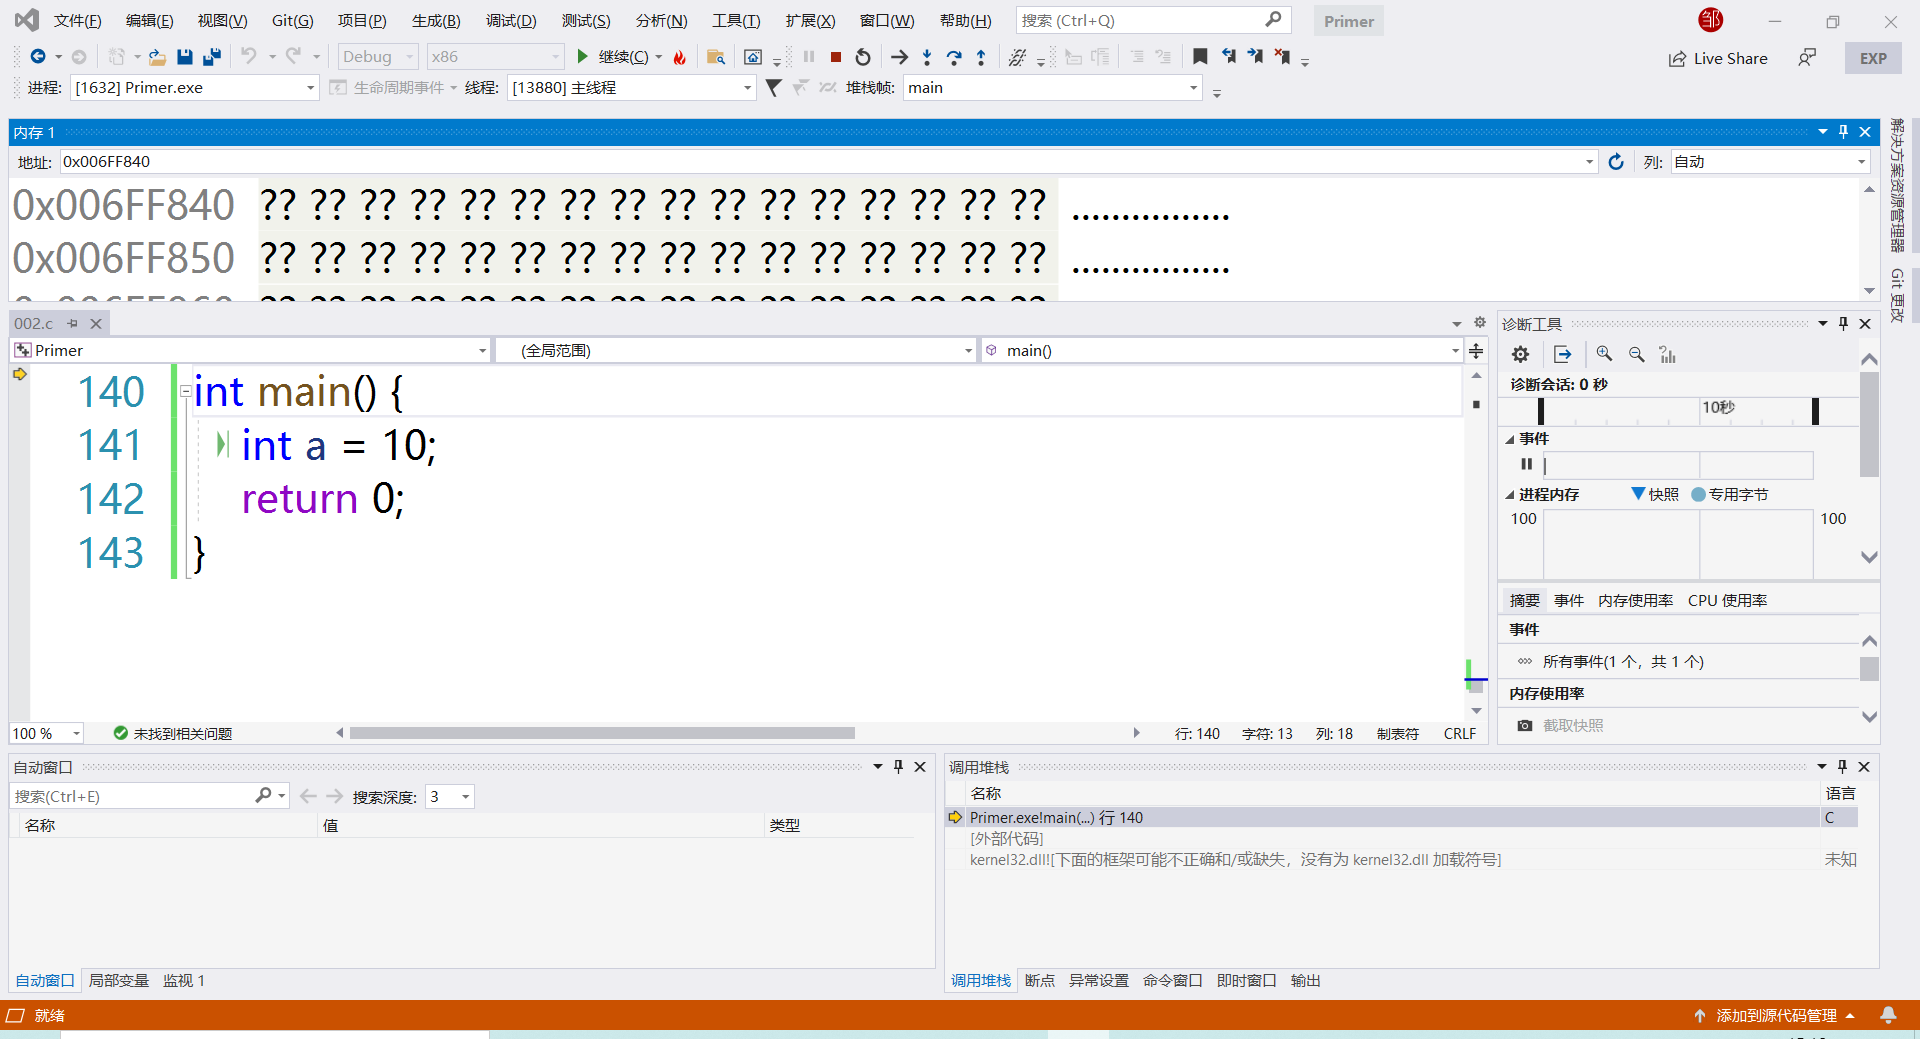 文件(F) 编辑(E) 视图(V) Git(G) 项目(P) 生成(B) 调试(D) 测试(S) 分析(N) 工具(T) 扩展(X) 窗口(W) 帮助(H) 搜索 (Ctrl+Q) Primer 邹
Debug x86 继续(C) Live Share EXP
进程: [1632] Primer.exe 生命周期事件 线程: [13880] 主线程 堆栈帧: main
内存 1
地址: 0x006FF840 列: 自动
0x006FF840 ?? ?? ?? ?? ?? ?? ?? ?? ?? ?? ?? ?? ?? ?? ?? ?? ................
0x006FF850 ?? ?? ?? ?? ?? ?? ?? ?? ?? ?? ?? ?? ?? ?? ?? ?? ................
解决方案资源管理器
Git 更改
002.c
Primer (全局范围) main()
140 int main() {
141 int a = 10;
142 return 0;
143 }
100 % 未找到相关问题 行: 140 字符: 13 列: 18 制表符 CRLF
诊断工具
诊断会话: 0 秒
10秒
事件
进程内存 快照 专用字节
100 100
摘要 事件 内存使用率 CPU 使用率
事件
所有事件(1 个，共 1 个)
内存使用率
截取快照
自动窗口
搜索(Ctrl+E) 搜索深度: 3
名称 值 类型
自动窗口 局部变量 监视 1
调用堆栈
名称 语言
Primer.exe!main(...) 行 140 C
[外部代码]
kernel32.dll![下面的框架可能不正确和/或缺失，没有为 kernel32.dll 加载符号] 未知
调用堆栈 断点 异常设置 命令窗口 即时窗口 输出
就绪 添加到源代码管理